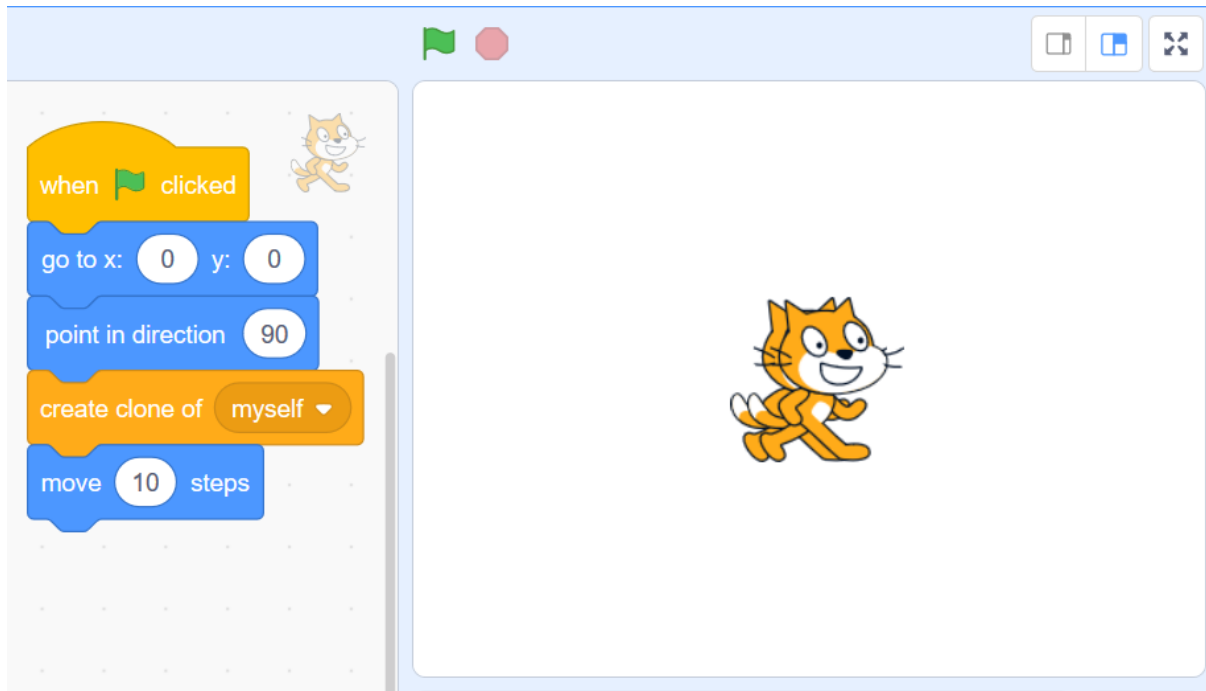 when clicked
go to x: 0 y: 0
point in direction 90
create clone of myself
move 10 steps